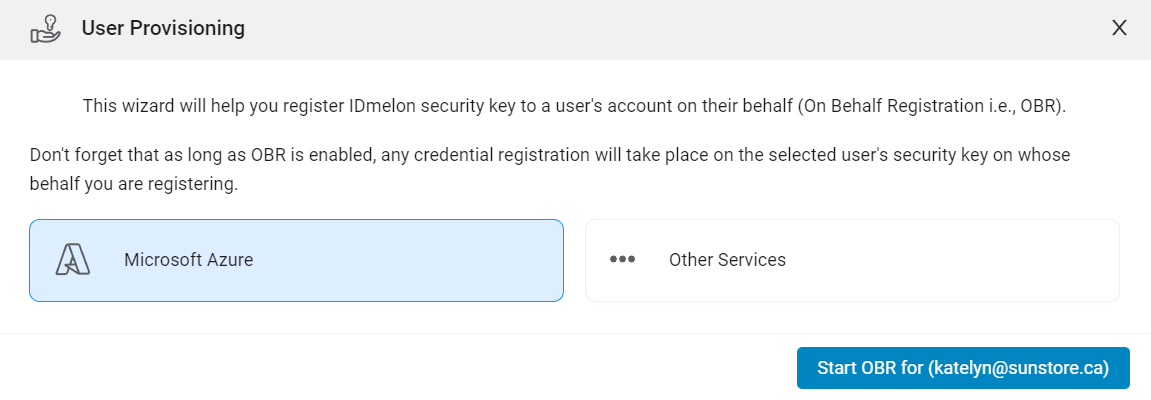 User Provisioning
This wizard will help you register IDmelon security key to a user's account on their behalf (On Behalf Registration i.e., OBR).
Don't forget that as long as OBR is enabled, any credential registration will take place on the selected user's security key on whose
behalf you are registering.
Microsoft Azure
Other Services
Start OBR for (katelyn@sunstore.ca)